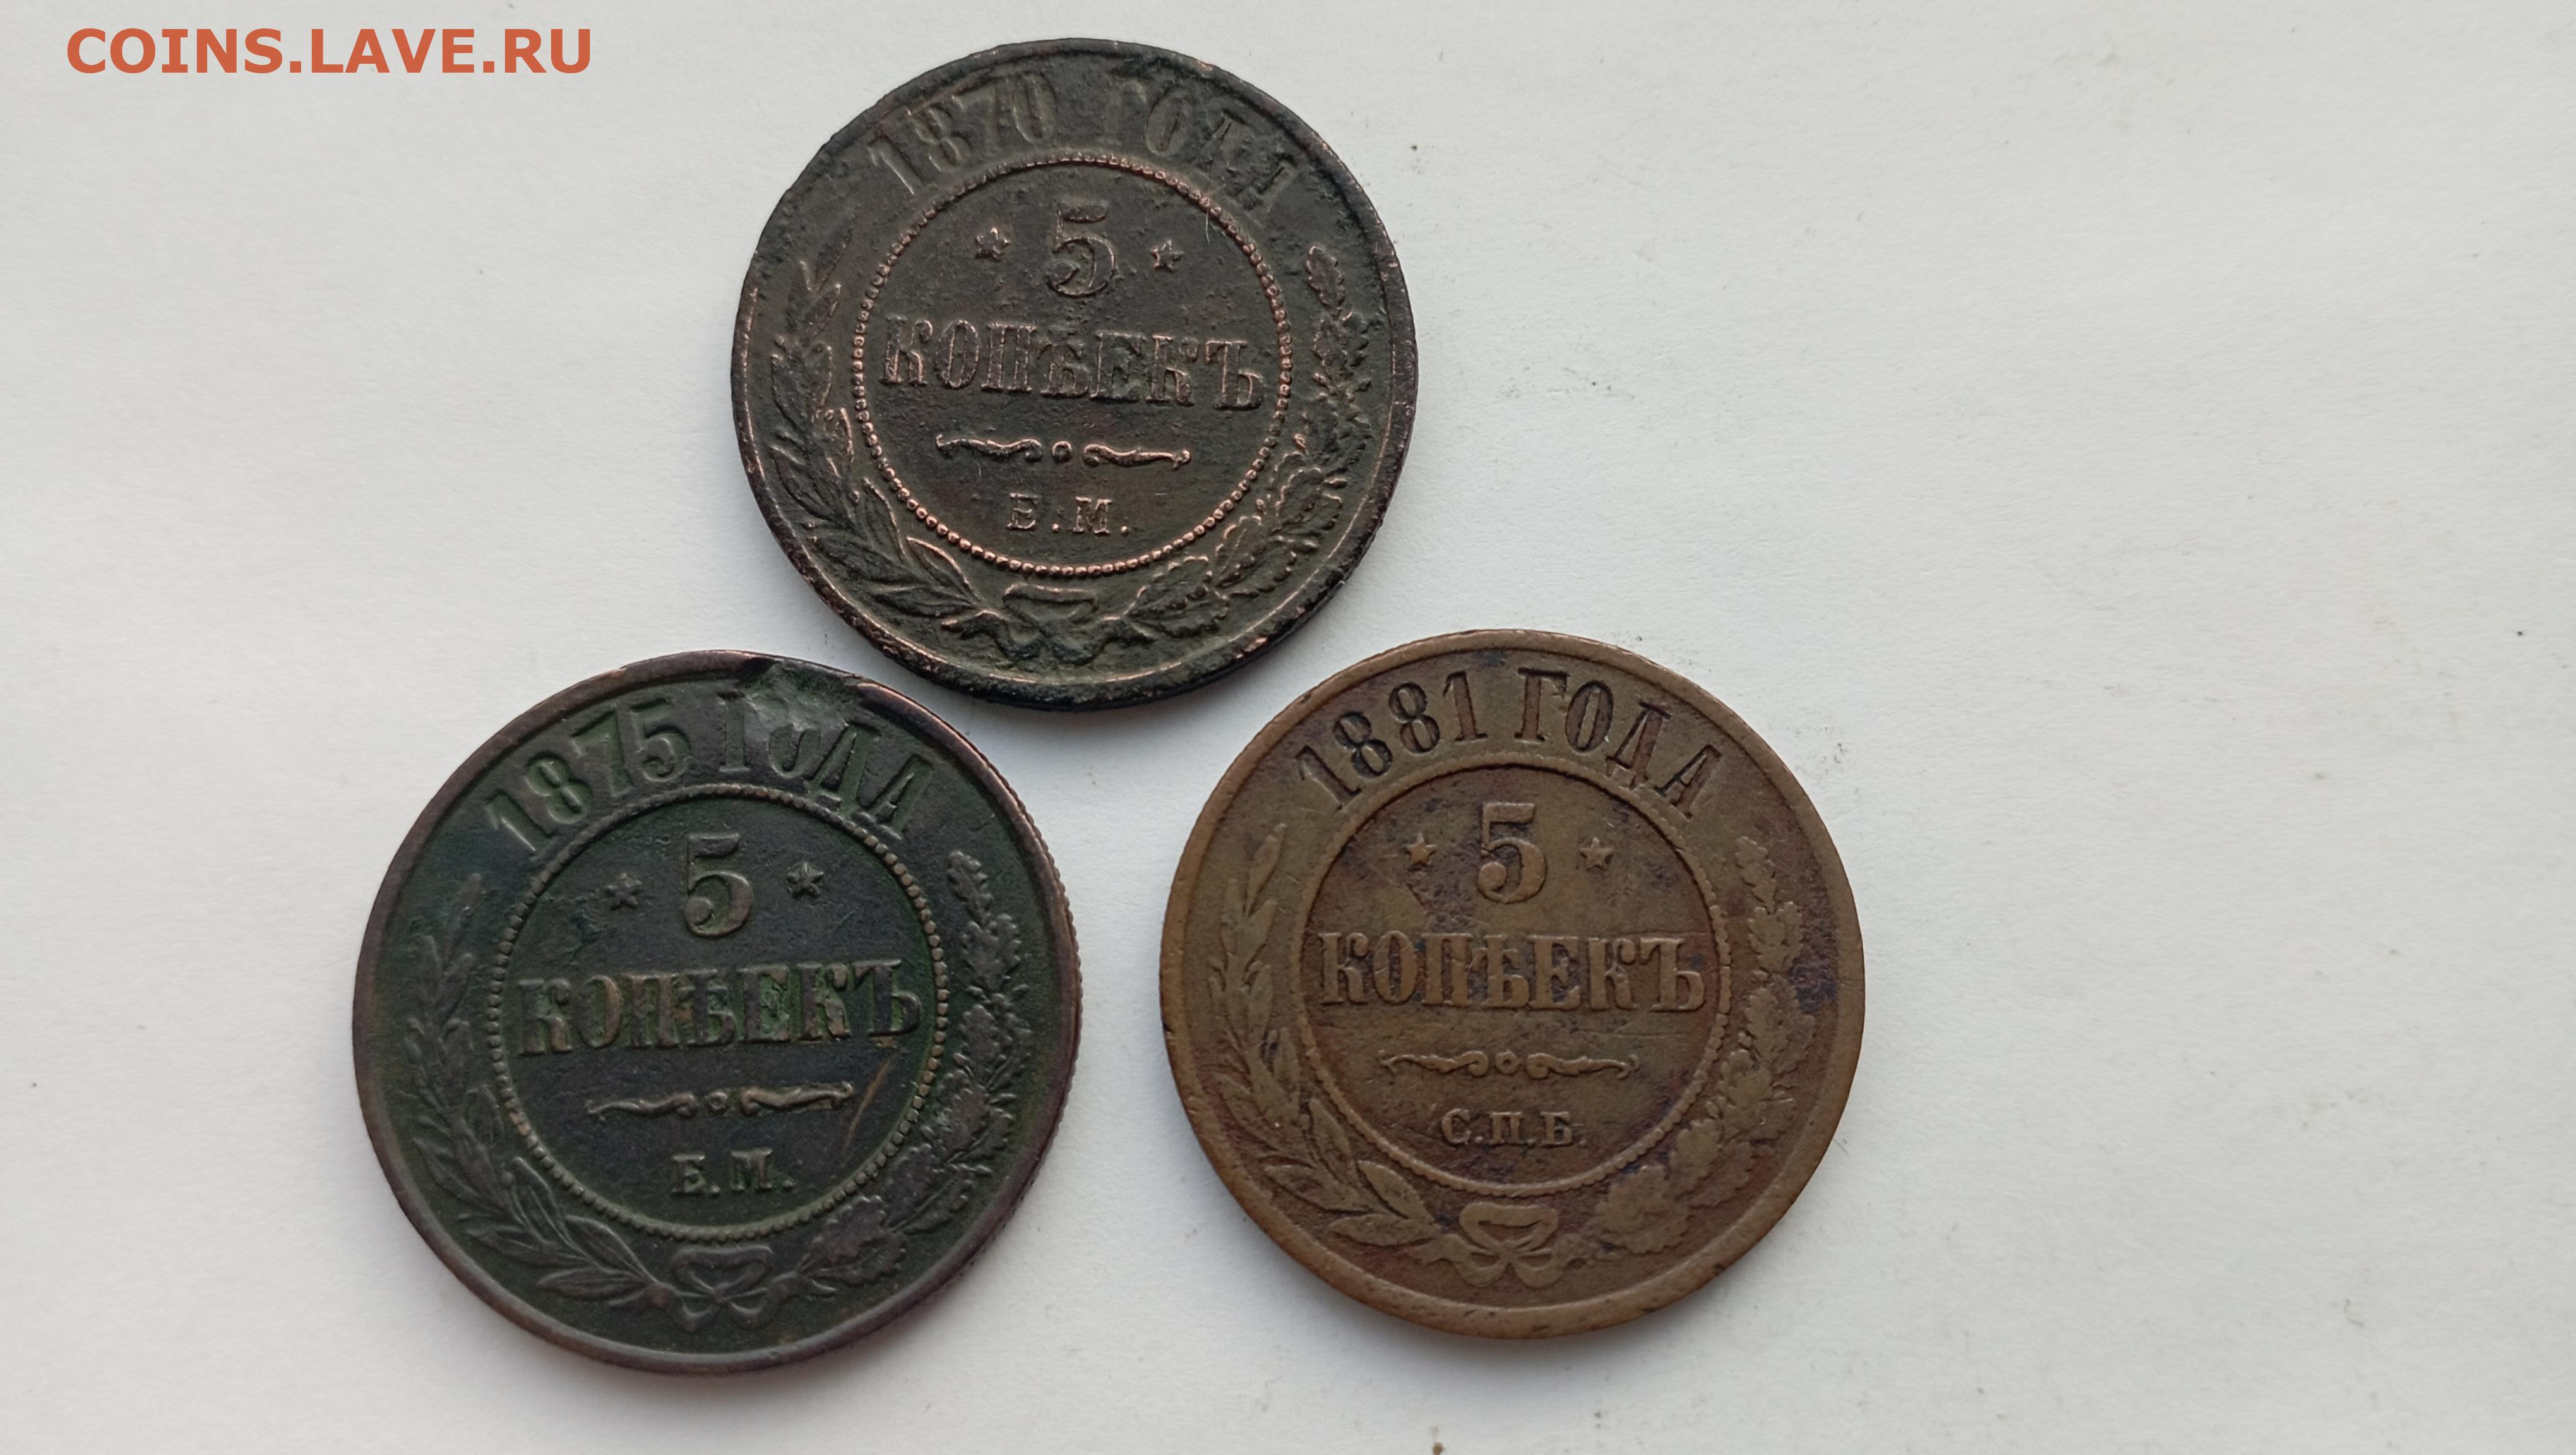 COINS.LAVE.RU
1870 ГОДА
5
КОПѢЕКЪ
Е.М.
1875 ГОДА
5
КОПѢЕКЪ
Е.М.
1881 ГОДА
5
КОПѢЕКЪ
С.П.Б.